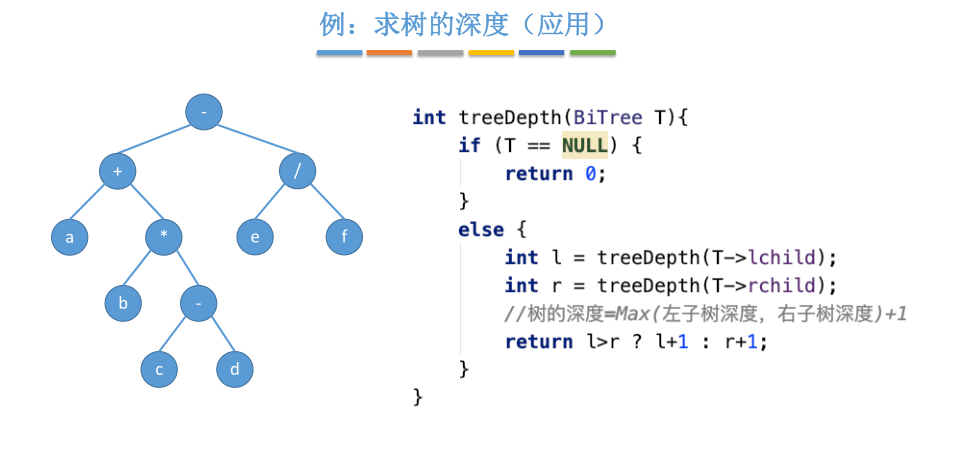 例：求树的深度（应用）
-
+
/
a
*
e
f
b
-
c
d
int treeDepth(BiTree T){
if (T == NULL) {
return 0;
}
else {
int l = treeDepth(T->lchild);
int r = treeDepth(T->rchild);
//树的深度=Max(左子树深度，右子树深度)+1
return l>r ? l+1 : r+1;
}
}